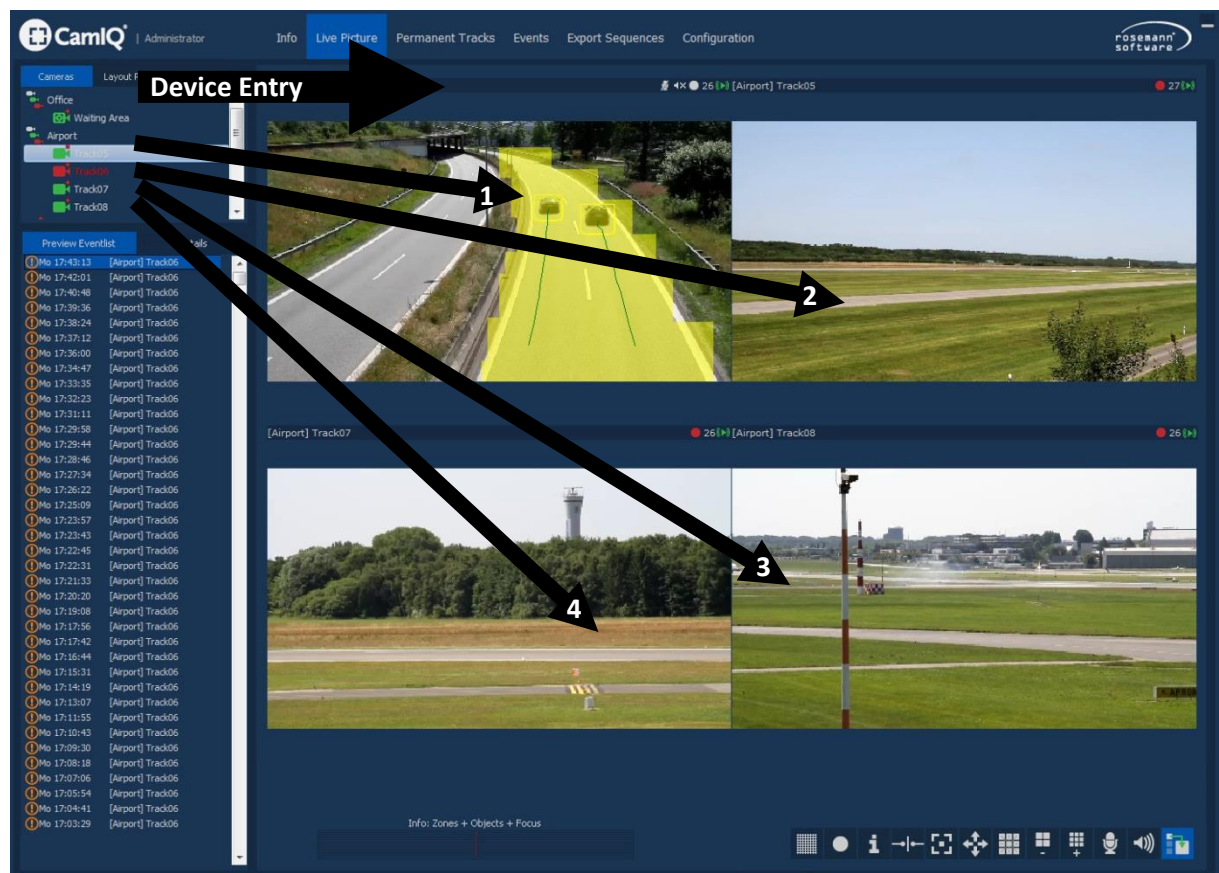 CamIQ | Administrator
Info Live Picture Permanent Tracks Events Export Sequences Configuration
rosemann
software
Cameras Layout
Device Entry
Office
Waiting Area
Airport
Track05
Track06
Track07
Track08
26 [Airport] Track05
27
1
2
Preview Eventlist
Mo 17:43:13 [Airport] Track06
Mo 17:42:01 [Airport] Track06
Mo 17:40:48 [Airport] Track06
Mo 17:39:36 [Airport] Track06
Mo 17:38:24 [Airport] Track06
Mo 17:37:12 [Airport] Track06
Mo 17:36:00 [Airport] Track06
Mo 17:34:47 [Airport] Track06
Mo 17:33:35 [Airport] Track06
Mo 17:32:23 [Airport] Track06
Mo 17:31:11 [Airport] Track06
Mo 17:29:58 [Airport] Track06
Mo 17:29:44 [Airport] Track06
Mo 17:28:46 [Airport] Track06
Mo 17:27:34 [Airport] Track06
Mo 17:26:22 [Airport] Track06
Mo 17:25:09 [Airport] Track06
Mo 17:23:57 [Airport] Track06
Mo 17:23:43 [Airport] Track06
Mo 17:22:45 [Airport] Track06
Mo 17:22:31 [Airport] Track06
Mo 17:21:33 [Airport] Track06
Mo 17:20:20 [Airport] Track06
Mo 17:19:08 [Airport] Track06
Mo 17:17:56 [Airport] Track06
Mo 17:17:42 [Airport] Track06
Mo 17:16:44 [Airport] Track06
Mo 17:15:31 [Airport] Track06
Mo 17:14:19 [Airport] Track06
Mo 17:13:07 [Airport] Track06
Mo 17:11:55 [Airport] Track06
Mo 17:10:43 [Airport] Track06
Mo 17:09:30 [Airport] Track06
Mo 17:08:18 [Airport] Track06
Mo 17:07:06 [Airport] Track06
Mo 17:05:54 [Airport] Track06
Mo 17:04:41 [Airport] Track06
Mo 17:03:29 [Airport] Track06
[Airport] Track07 26
[Airport] Track08 26
3
4
APRON
Info: Zones + Objects + Focus